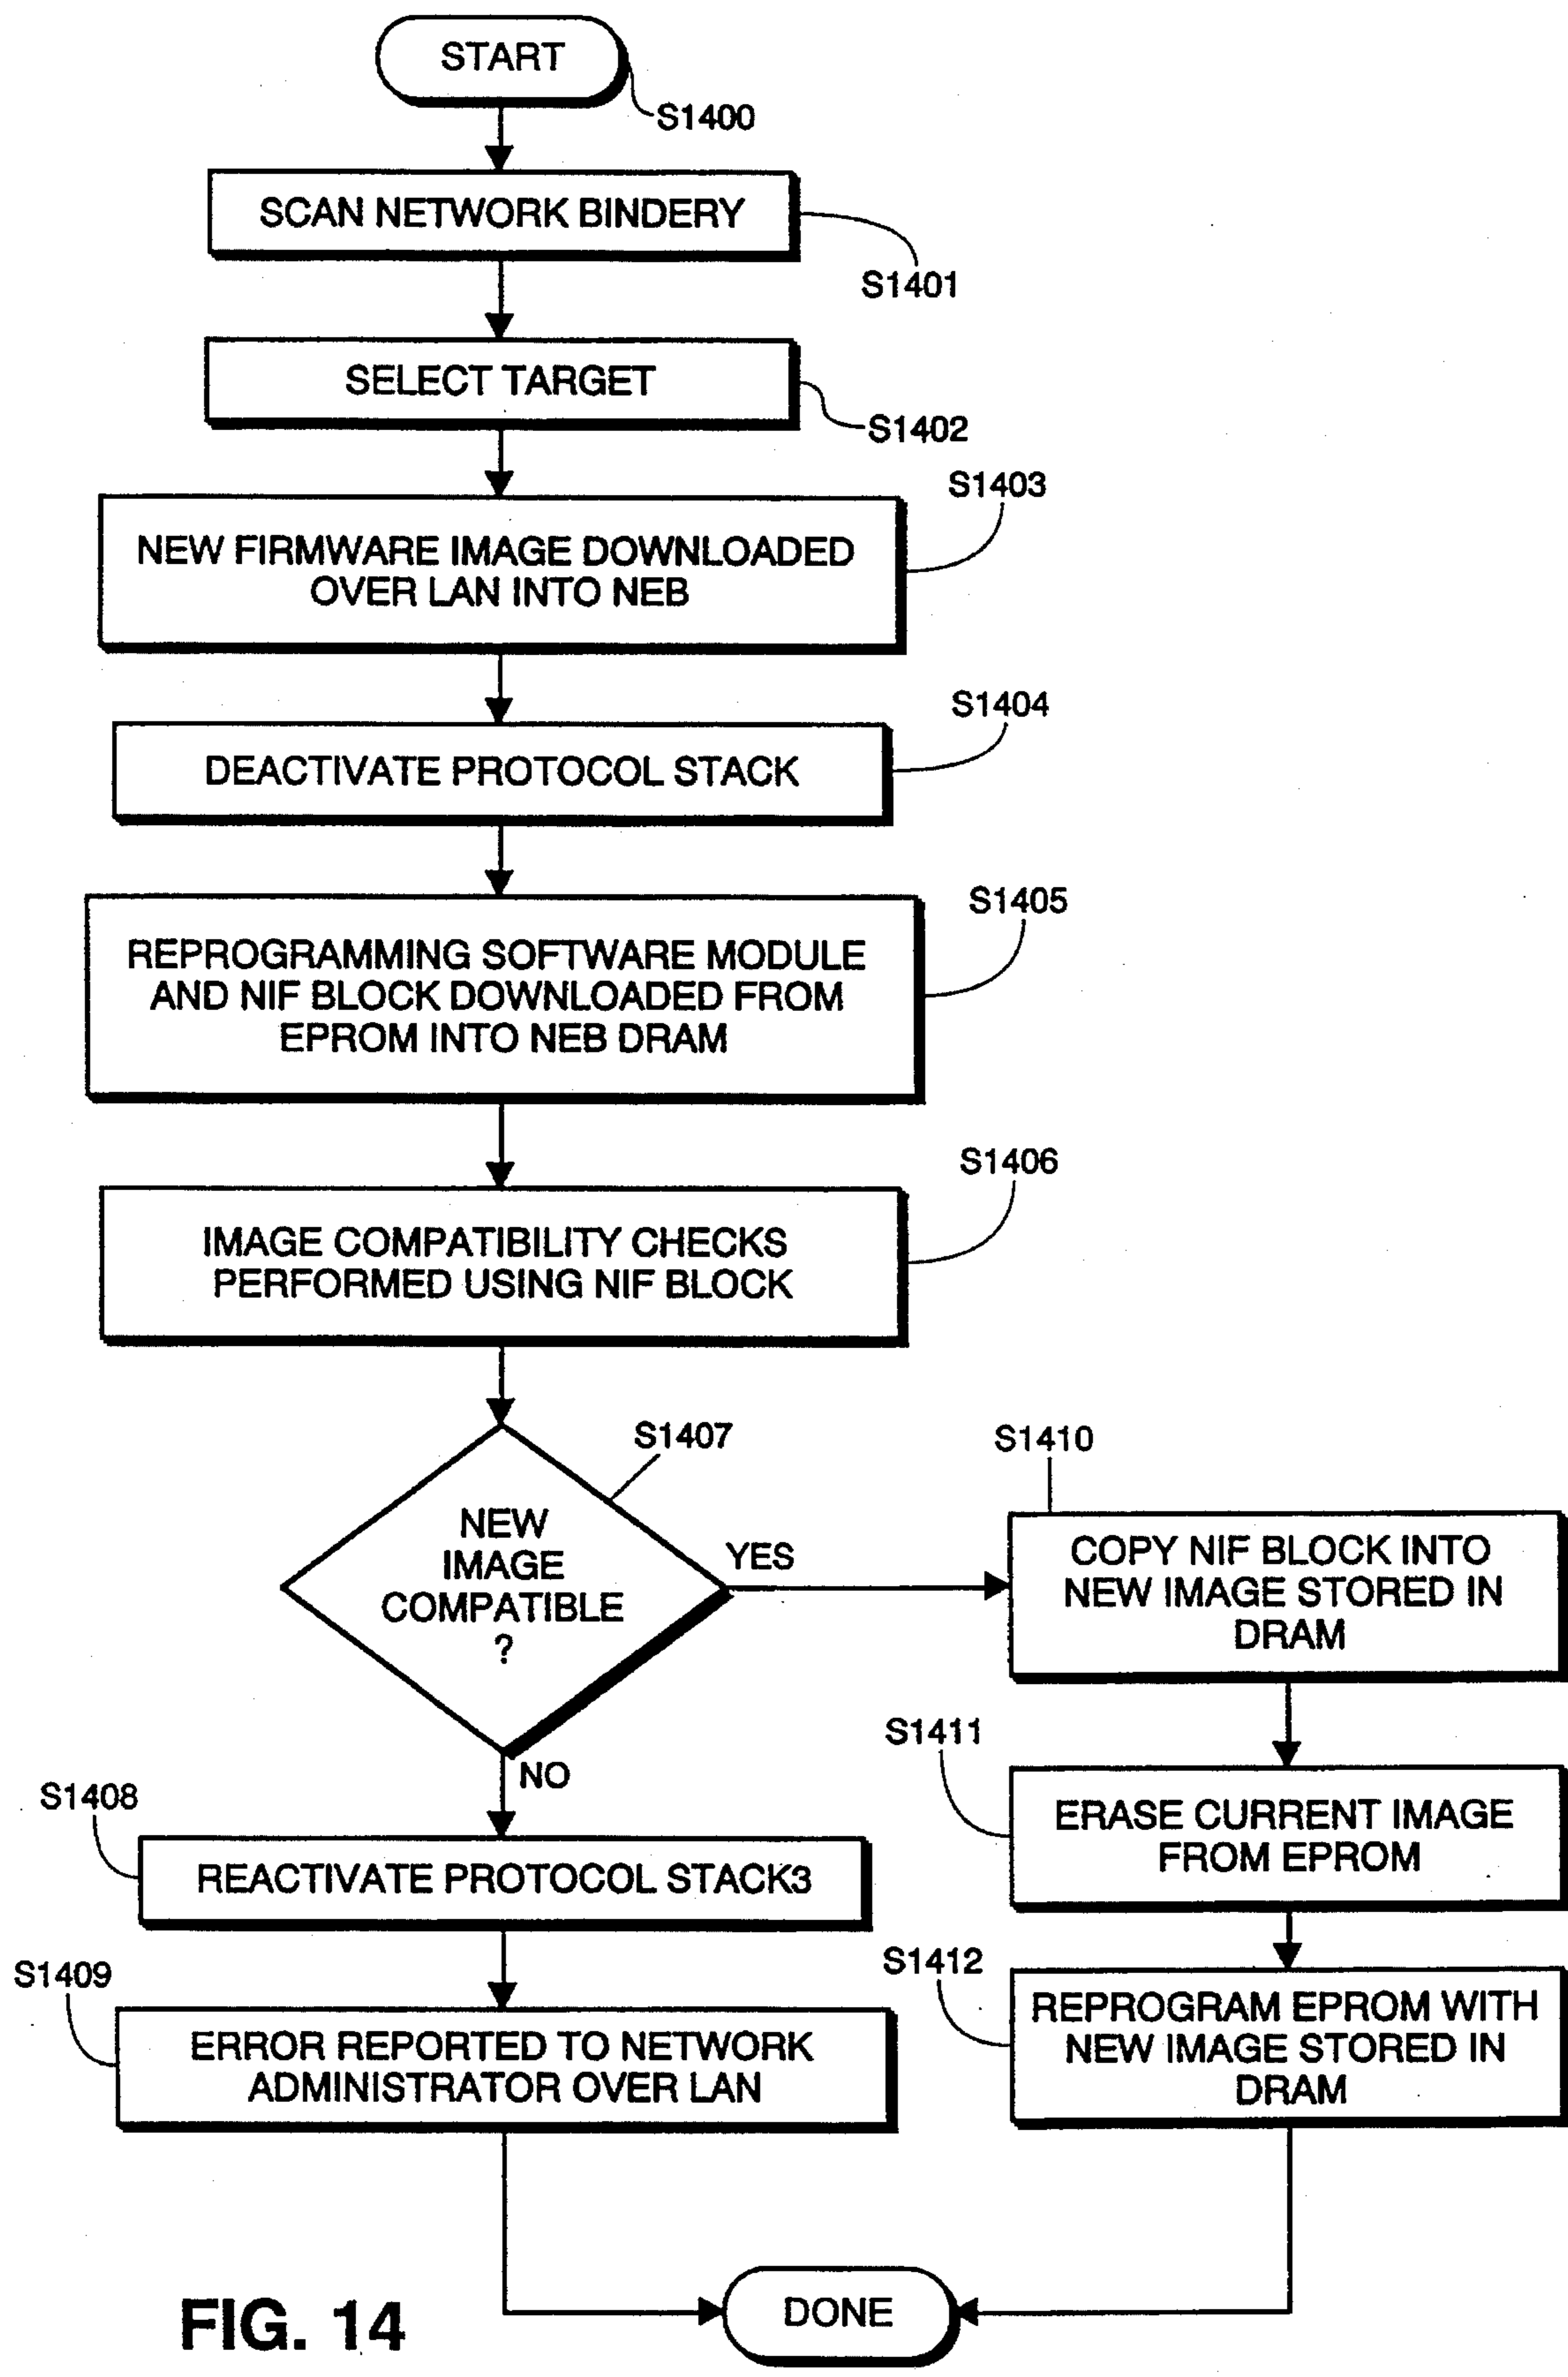 START
S1400
SCAN NETWORK BINDERY
S1401
SELECT TARGET
S1402
S1403
NEW FIRMWARE IMAGE DOWNLOADED
OVER LAN INTO NEB
S1404
DEACTIVATE PROTOCOL STACK
S1405
REPROGRAMMING SOFTWARE MODULE
AND NIF BLOCK DOWNLOADED FROM
EPROM INTO NEB DRAM
S1406
IMAGE COMPATIBILITY CHECKS
PERFORMED USING NIF BLOCK
S1407
NEW
IMAGE
COMPATIBLE
?
YES
NO
S1408
REACTIVATE PROTOCOL STACK3
S1409
ERROR REPORTED TO NETWORK
ADMINISTRATOR OVER LAN
S1410
COPY NIF BLOCK INTO
NEW IMAGE STORED IN
DRAM
S1411
ERASE CURRENT IMAGE
FROM EPROM
S1412
REPROGRAM EPROM WITH
NEW IMAGE STORED IN
DRAM
DONE
FIG. 14